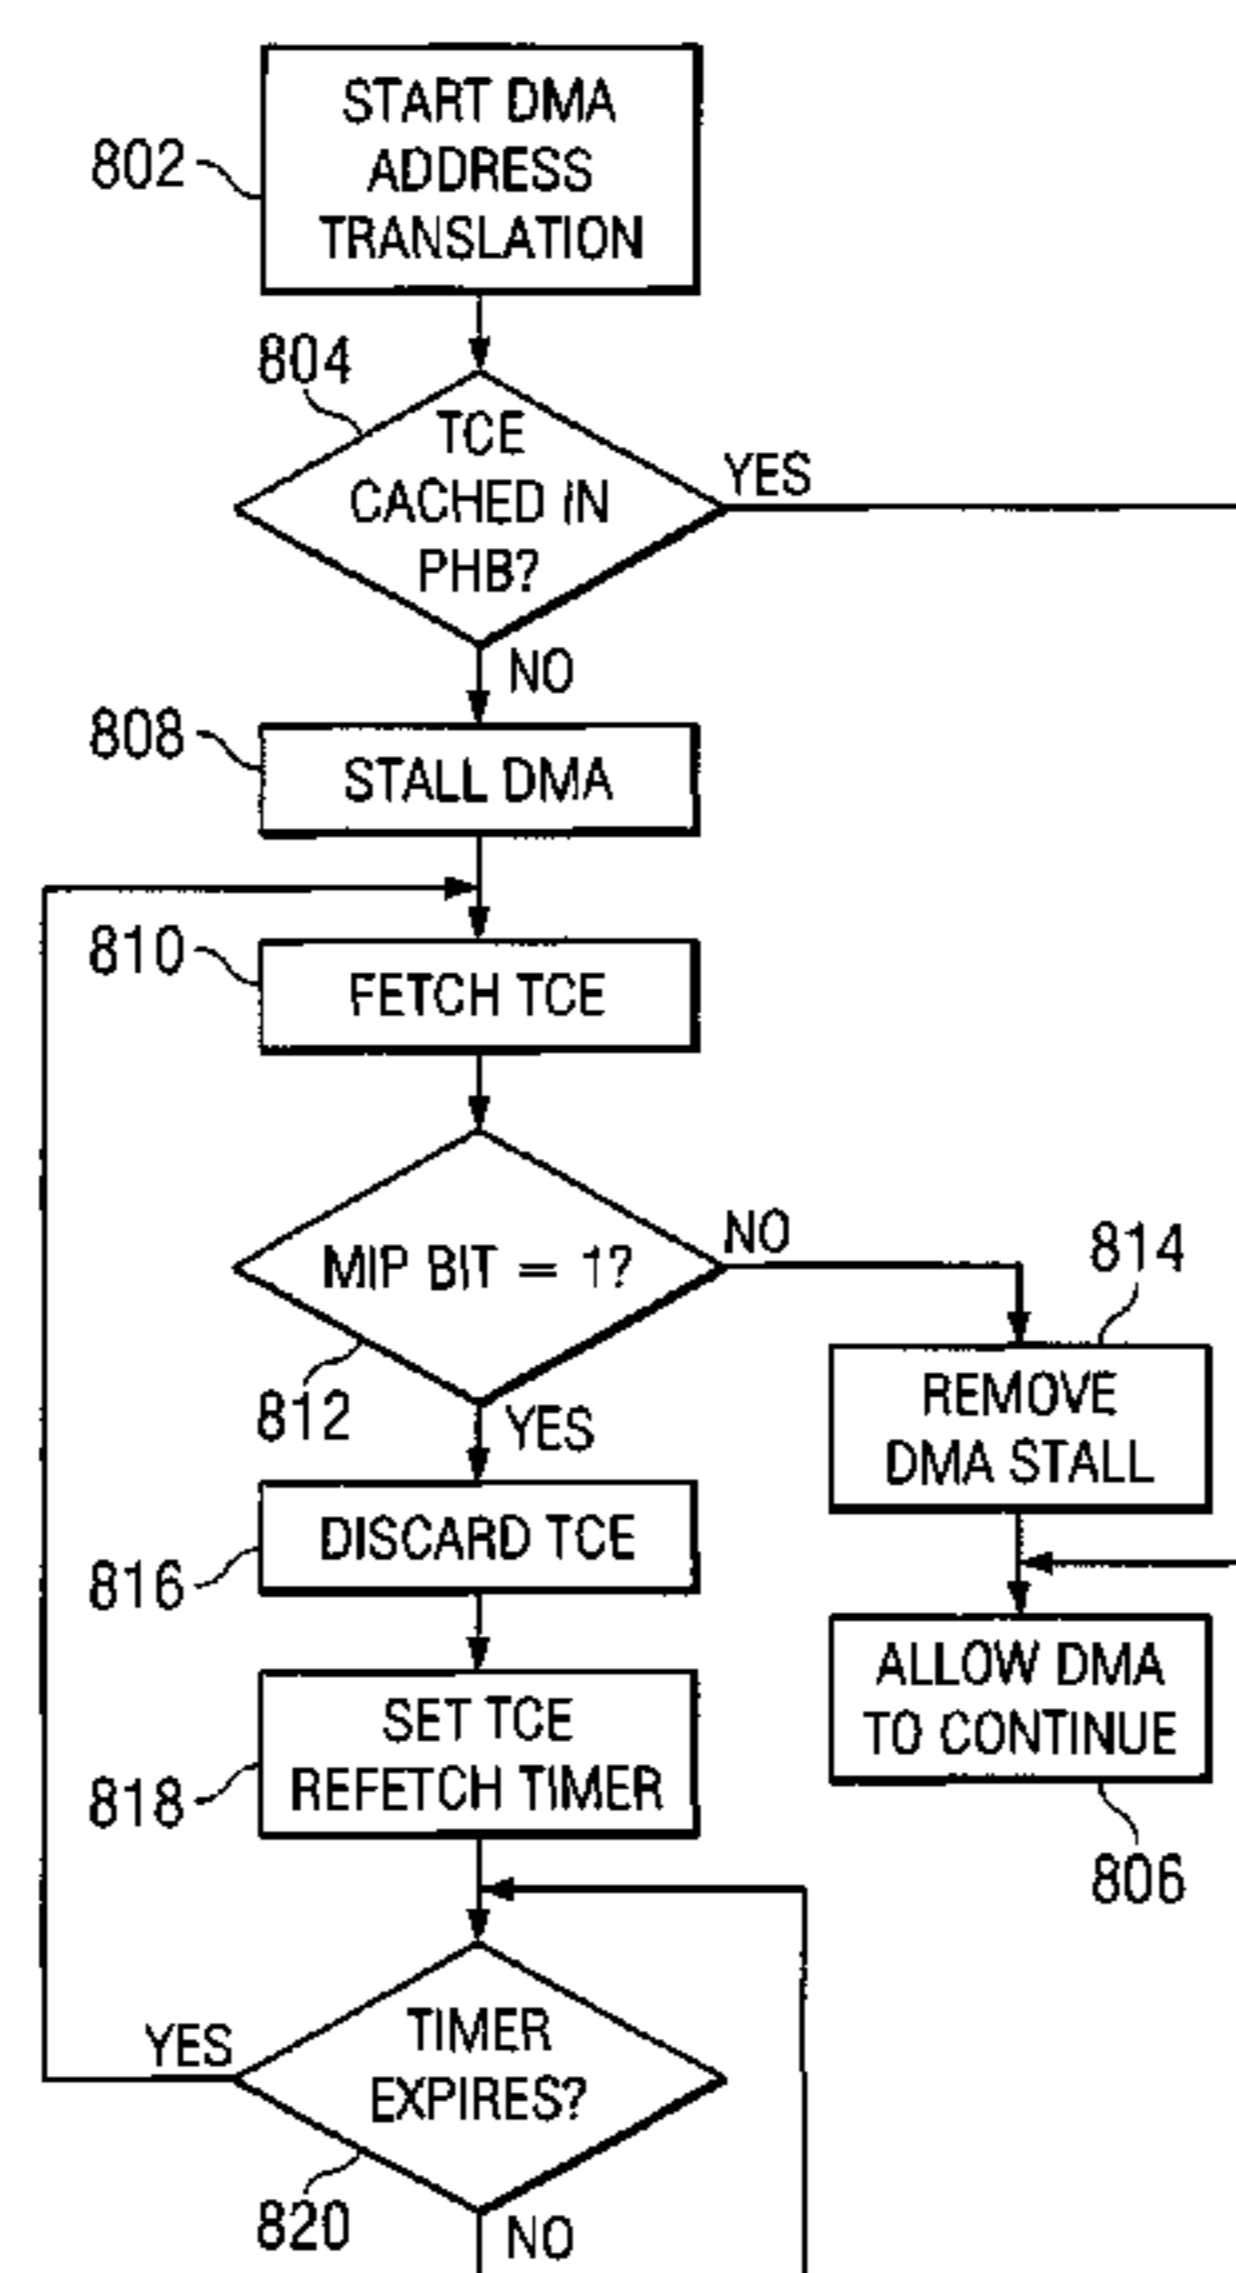 START DMA
ADDRESS
TRANSLATION
802
804
TCE
CACHED IN
PHB?
YES
NO
808
STALL DMA
810
FETCH TCE
MIP BIT = 1?
NO
812
YES
814
REMOVE
DMA STALL
DISCARD TCE
816
ALLOW DMA
TO CONTINUE
806
SET TCE
REFETCH TIMER
818
TIMER
EXPIRES?
YES
820
NO